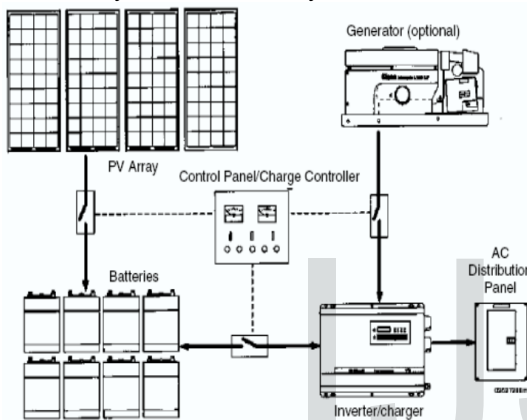 Generator (optional)
PV Array
Control Panel/Charge Controller
Batteries
AC
Distribution
Panel
Inverter/charger